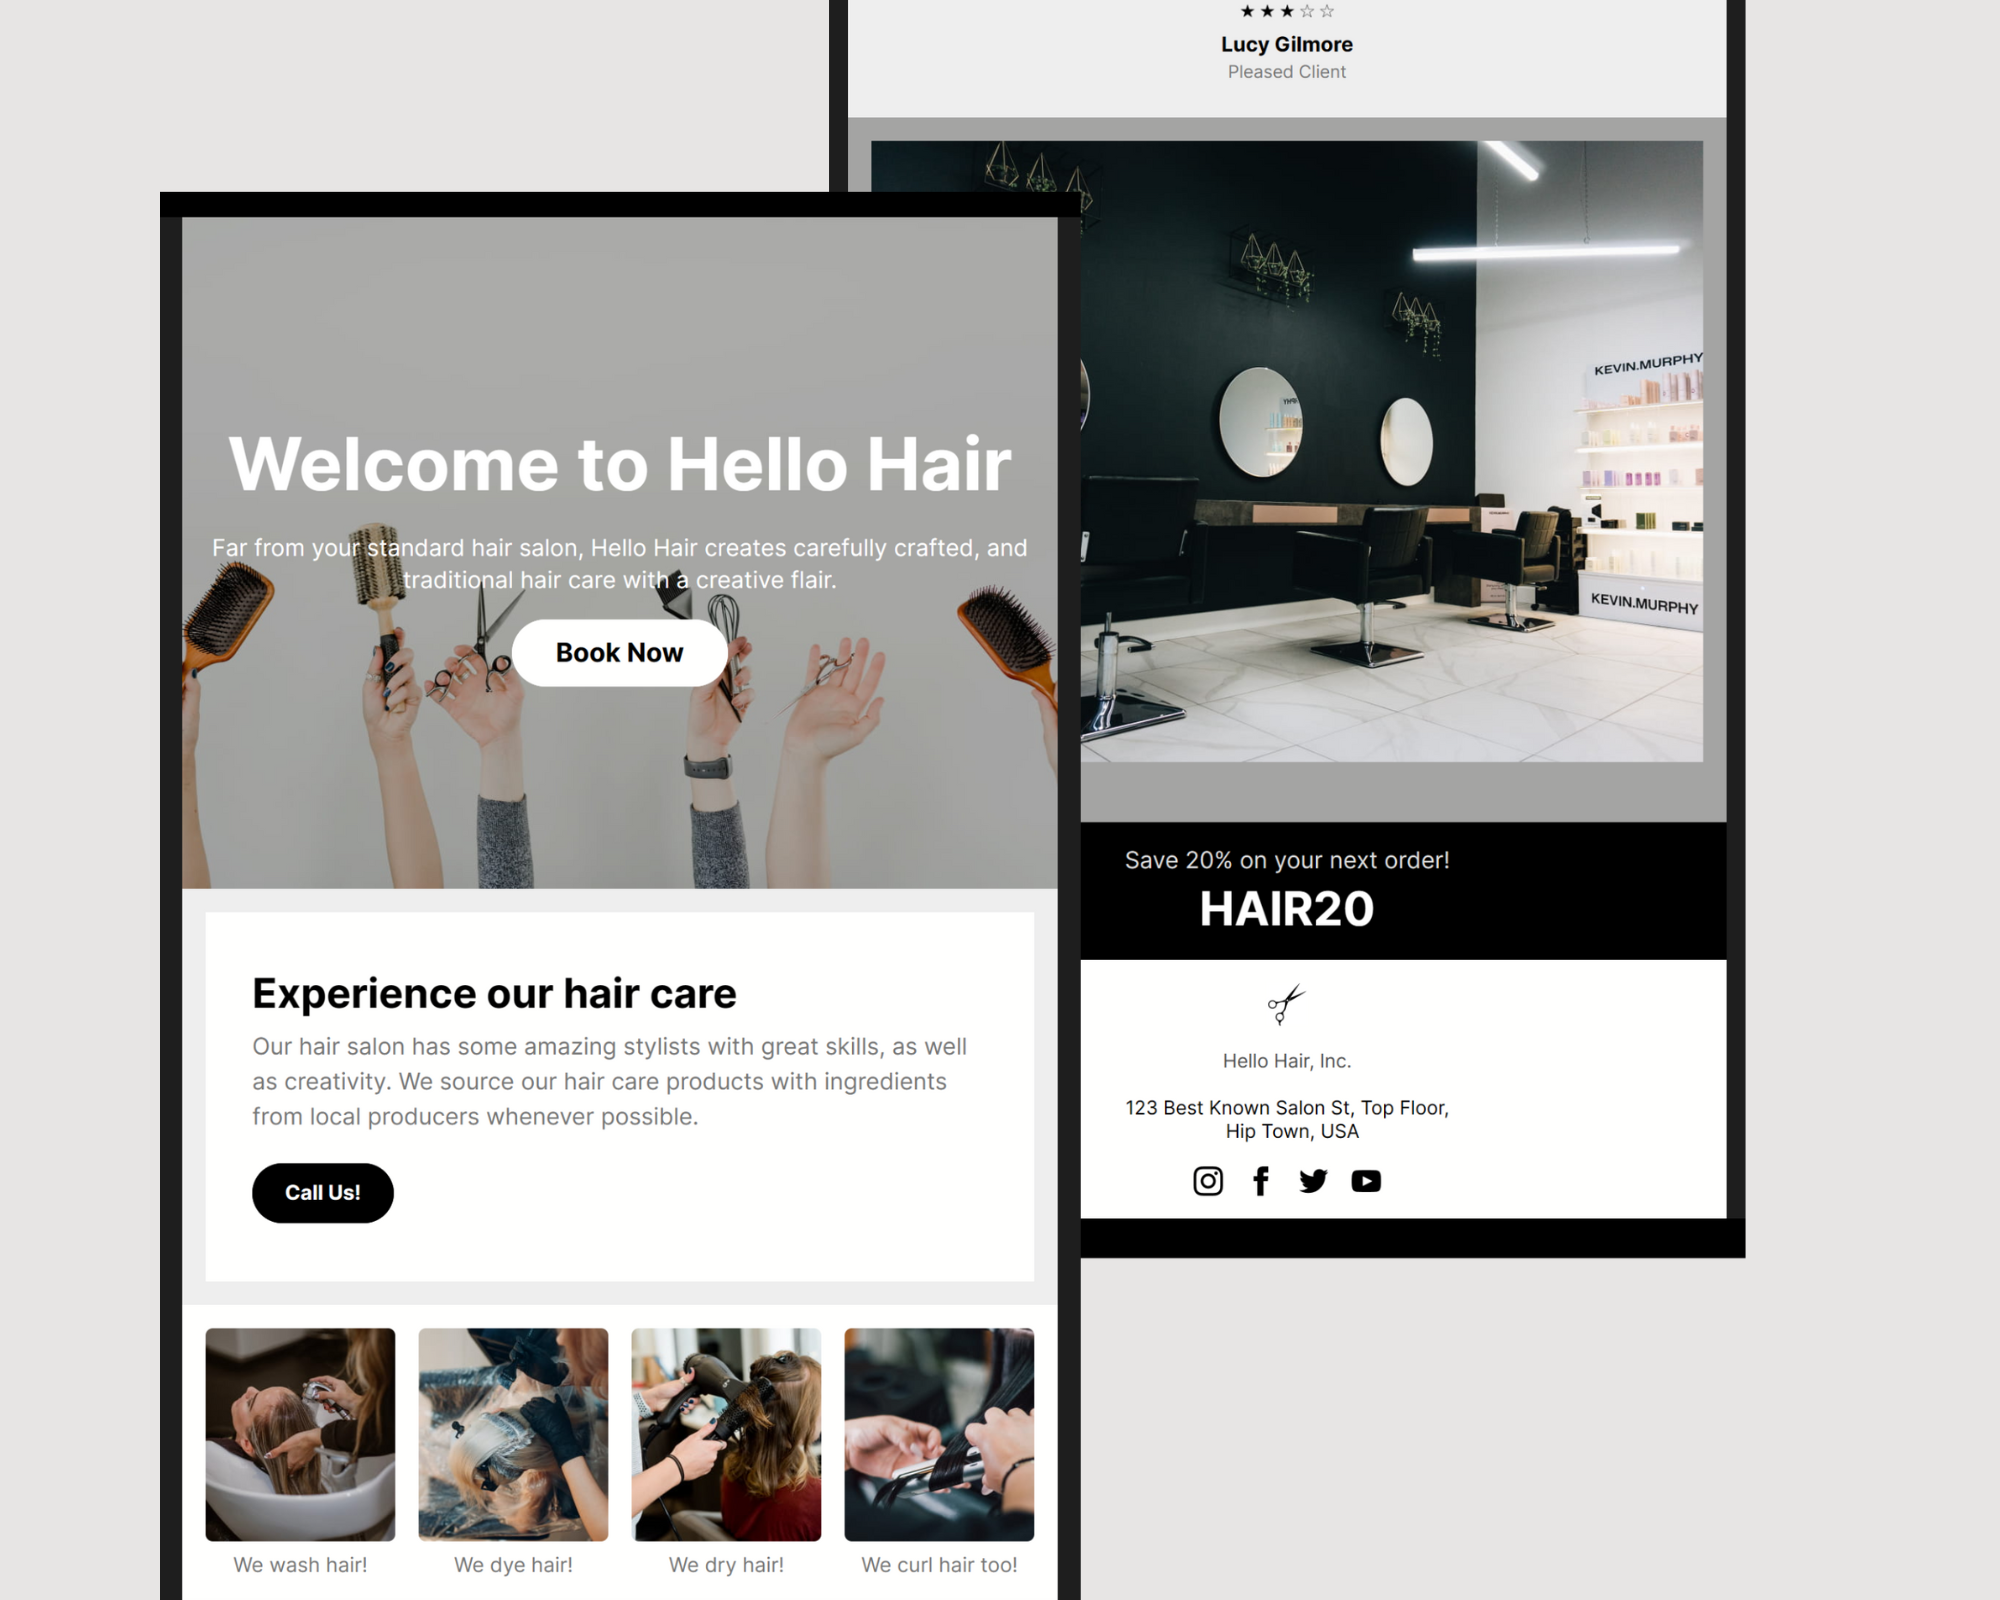 Welcome to Hello Hair
Far from your standard hair salon, Hello Hair creates carefully crafted, and
traditional hair care with a creative flair.
Book Now
Experience our hair care
Our hair salon has some amazing stylists with great skills, as well
as creativity. We source our hair care products with ingredients
from local producers whenever possible.
Call Us!
We wash hair!
We dye hair!
We dry hair!
We curl hair too!
★★★☆☆
Lucy Gilmore
Pleased Client
KEVIN.MURPHY
KEVIN.MURPHY
Save 20% on your next order!
HAIR20
Hello Hair, Inc.
123 Best Known Salon St, Top Floor,
Hip Town, USA